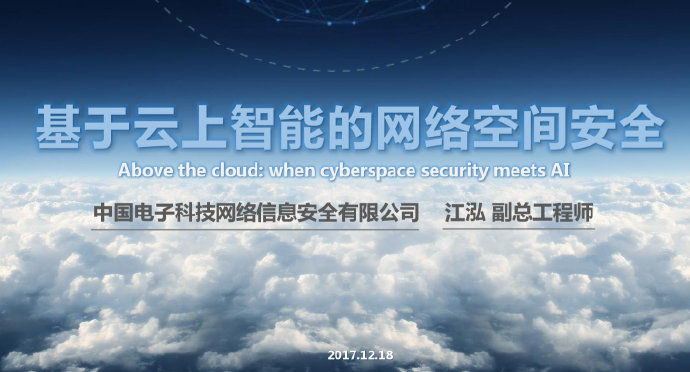 基于云上智能的网络空间安全
Above the cloud: when cyberspace security meets AI
中国电子科技网络信息安全有限公司 江泓 副总工程师
2017.12.18